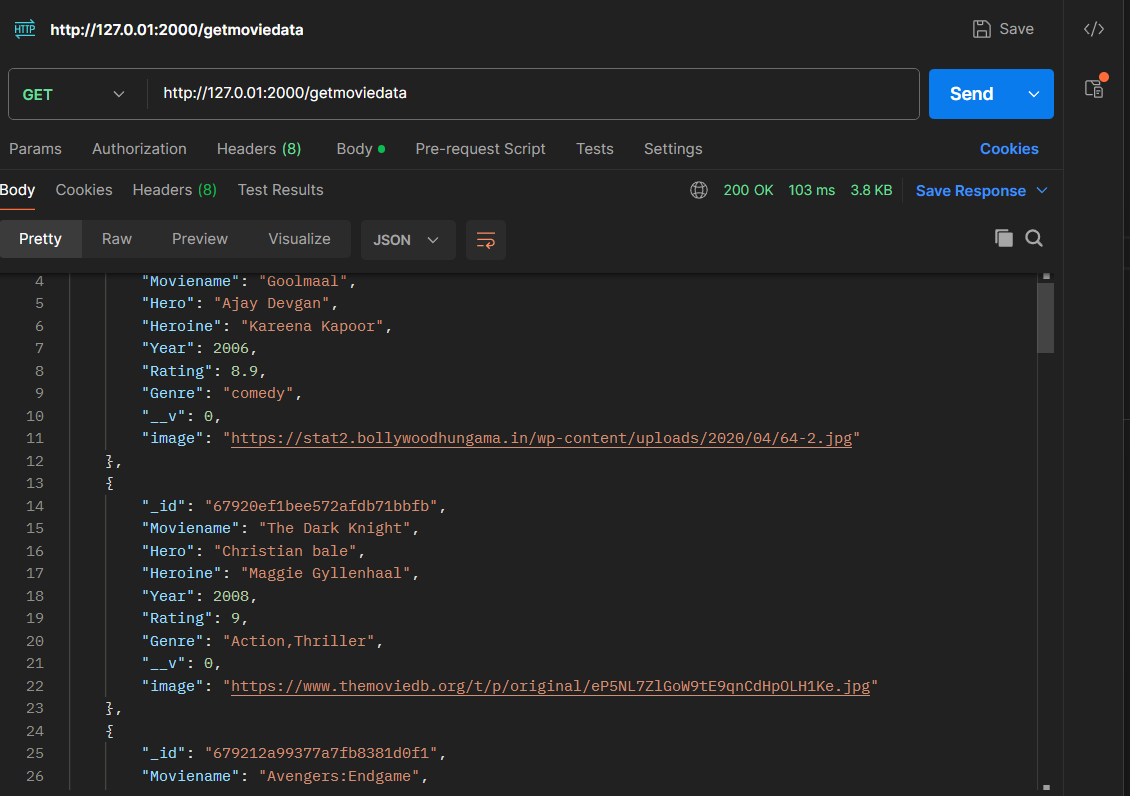 HTTP http://127.0.01:2000/getmoviedata Save </>
GET http://127.0.01:2000/getmoviedata Send
Params Authorization Headers (8) Body Pre-request Script Tests Settings Cookies
Body Cookies Headers (8) Test Results 200 OK 103 ms 3.8 KB Save Response
Pretty Raw Preview Visualize JSON
4 "Moviename": "Goolmaal",
5 "Hero": "Ajay Devgan",
6 "Heroine": "Kareena Kapoor",
7 "Year": 2006,
8 "Rating": 8.9,
9 "Genre": "comedy",
10 "__v": 0,
11 "image": "https://stat2.bollywoodhungama.in/wp-content/uploads/2020/04/64-2.jpg"
12 },
13 {
14 "_id": "67920ef1bee572afdb71bbfb",
15 "Moviename": "The Dark Knight",
16 "Hero": "Christian bale",
17 "Heroine": "Maggie Gyllenhaal",
18 "Year": 2008,
19 "Rating": 9,
20 "Genre": "Action,Thriller",
21 "__v": 0,
22 "image": "https://www.themoviedb.org/t/p/original/eP5NL7ZlGoW9tE9qnCdHpOLH1Ke.jpg"
23 },
24 {
25 "_id": "679212a99377a7fb8381d0f1",
26 "Moviename": "Avengers:Endgame",